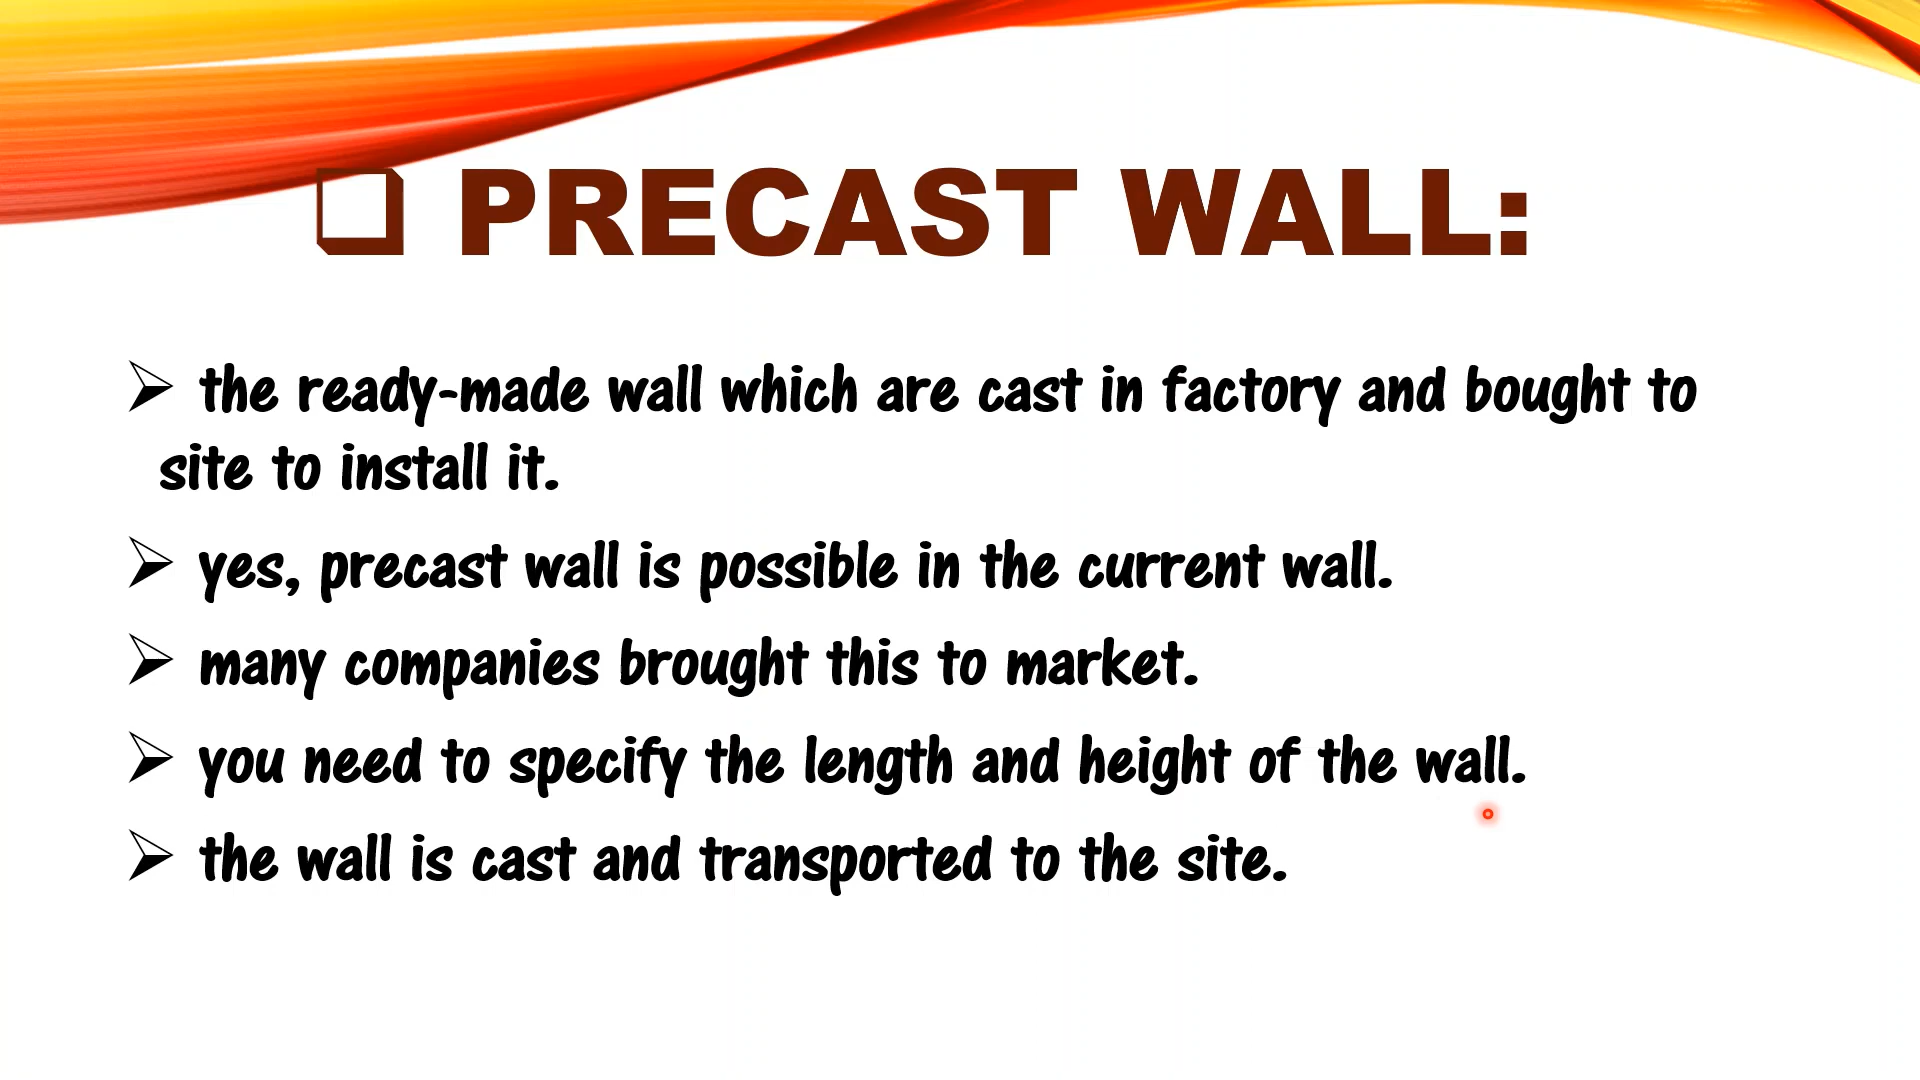 ❑ PRECAST WALL:
➢ the ready-made wall which are cast in factory and bought to
site to install it.
➢ yes, precast wall is possible in the current wall.
➢ many companies brought this to market.
➢ you need to specify the length and height of the wall.
➢ the wall is cast and transported to the site.